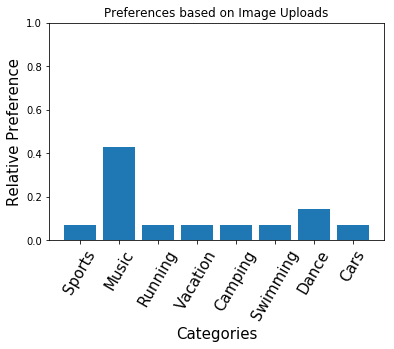 Preferences based on Image Uploads
Relative Preference
1.0
0.8
0.6
0.4
0.2
0.0
Sports
Music
Running
Vacation
Camping
Swimming
Dance
Cars
Categories